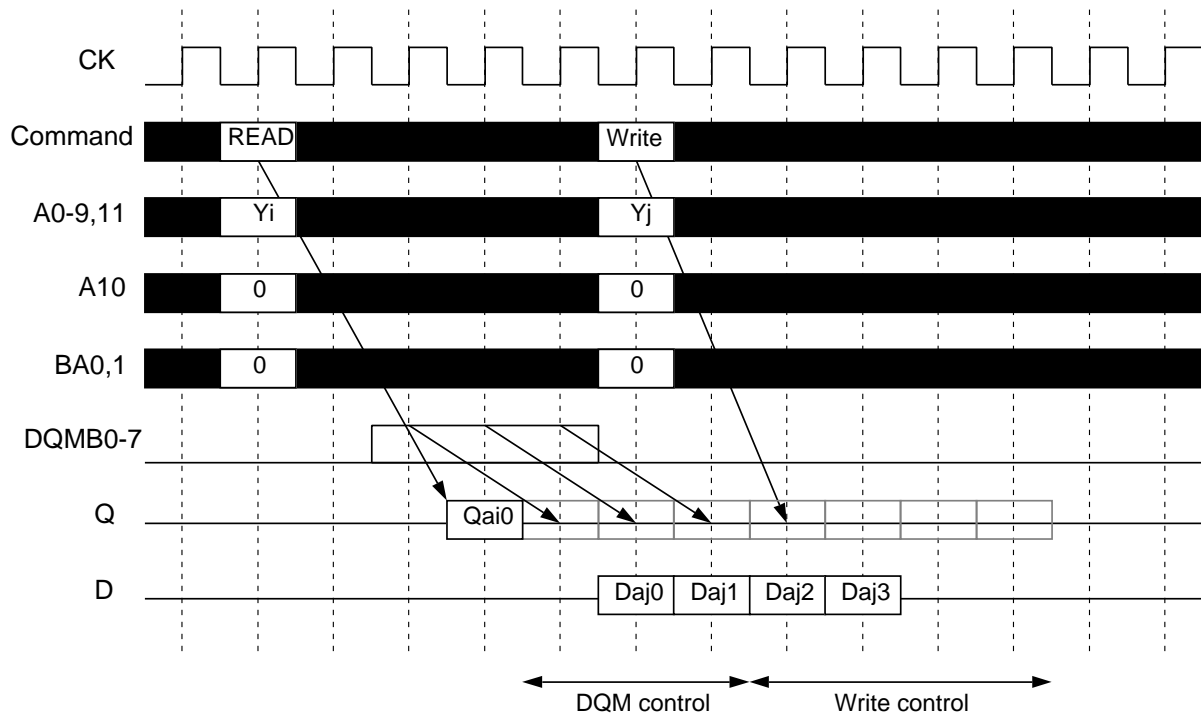 CK
Command READ Write
A0-9,11 Yi Yj
A10 0 0
BA0,1 0 0
DQMB0-7
Q Qai0
D Daj0 Daj1 Daj2 Daj3
DQM control Write control